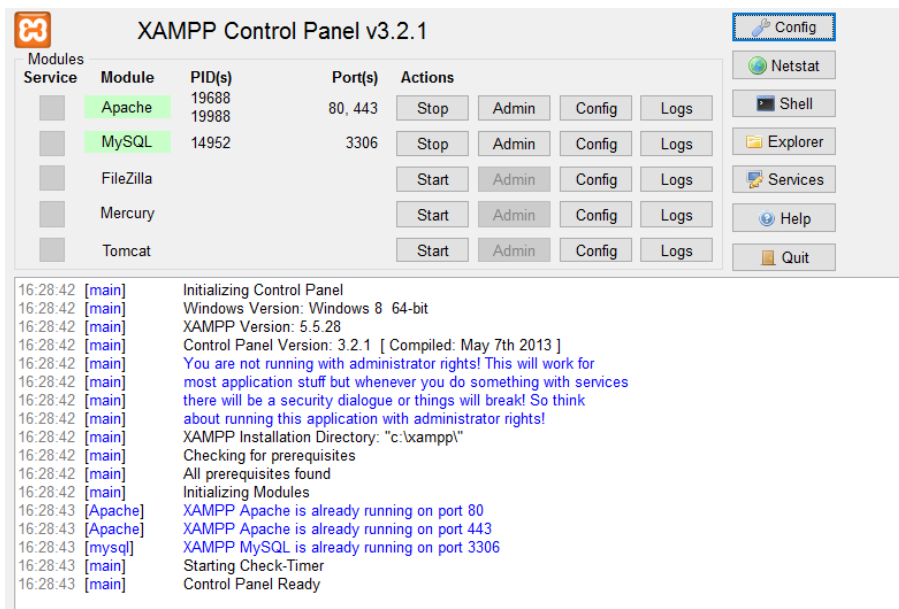 XAMPP Control Panel v3.2.1
Config
Modules
Netstat
Service Module PID(s) Port(s) Actions
Apache 19688 19988 80, 443 Stop Admin Config Logs
Shell
MySQL 14952 3306 Stop Admin Config Logs
Explorer
FileZilla Start Admin Config Logs
Services
Mercury Start Admin Config Logs
Help
Tomcat Start Admin Config Logs
Quit
16:28:42 [main] Initializing Control Panel
16:28:42 [main] Windows Version: Windows 8 64-bit
16:28:42 [main] XAMPP Version: 5.5.28
16:28:42 [main] Control Panel Version: 3.2.1 [ Compiled: May 7th 2013 ]
16:28:42 [main] You are not running with administrator rights! This will work for
16:28:42 [main] most application stuff but whenever you do something with services
16:28:42 [main] there will be a security dialogue or things will break! So think
16:28:42 [main] about running this application with administrator rights!
16:28:42 [main] XAMPP Installation Directory: "c:\xampp\"
16:28:42 [main] Checking for prerequisites
16:28:42 [main] All prerequisites found
16:28:42 [main] Initializing Modules
16:28:43 [Apache] XAMPP Apache is already running on port 80
16:28:43 [Apache] XAMPP Apache is already running on port 443
16:28:43 [mysql] XAMPP MySQL is already running on port 3306
16:28:43 [main] Starting Check-Timer
16:28:43 [main] Control Panel Ready